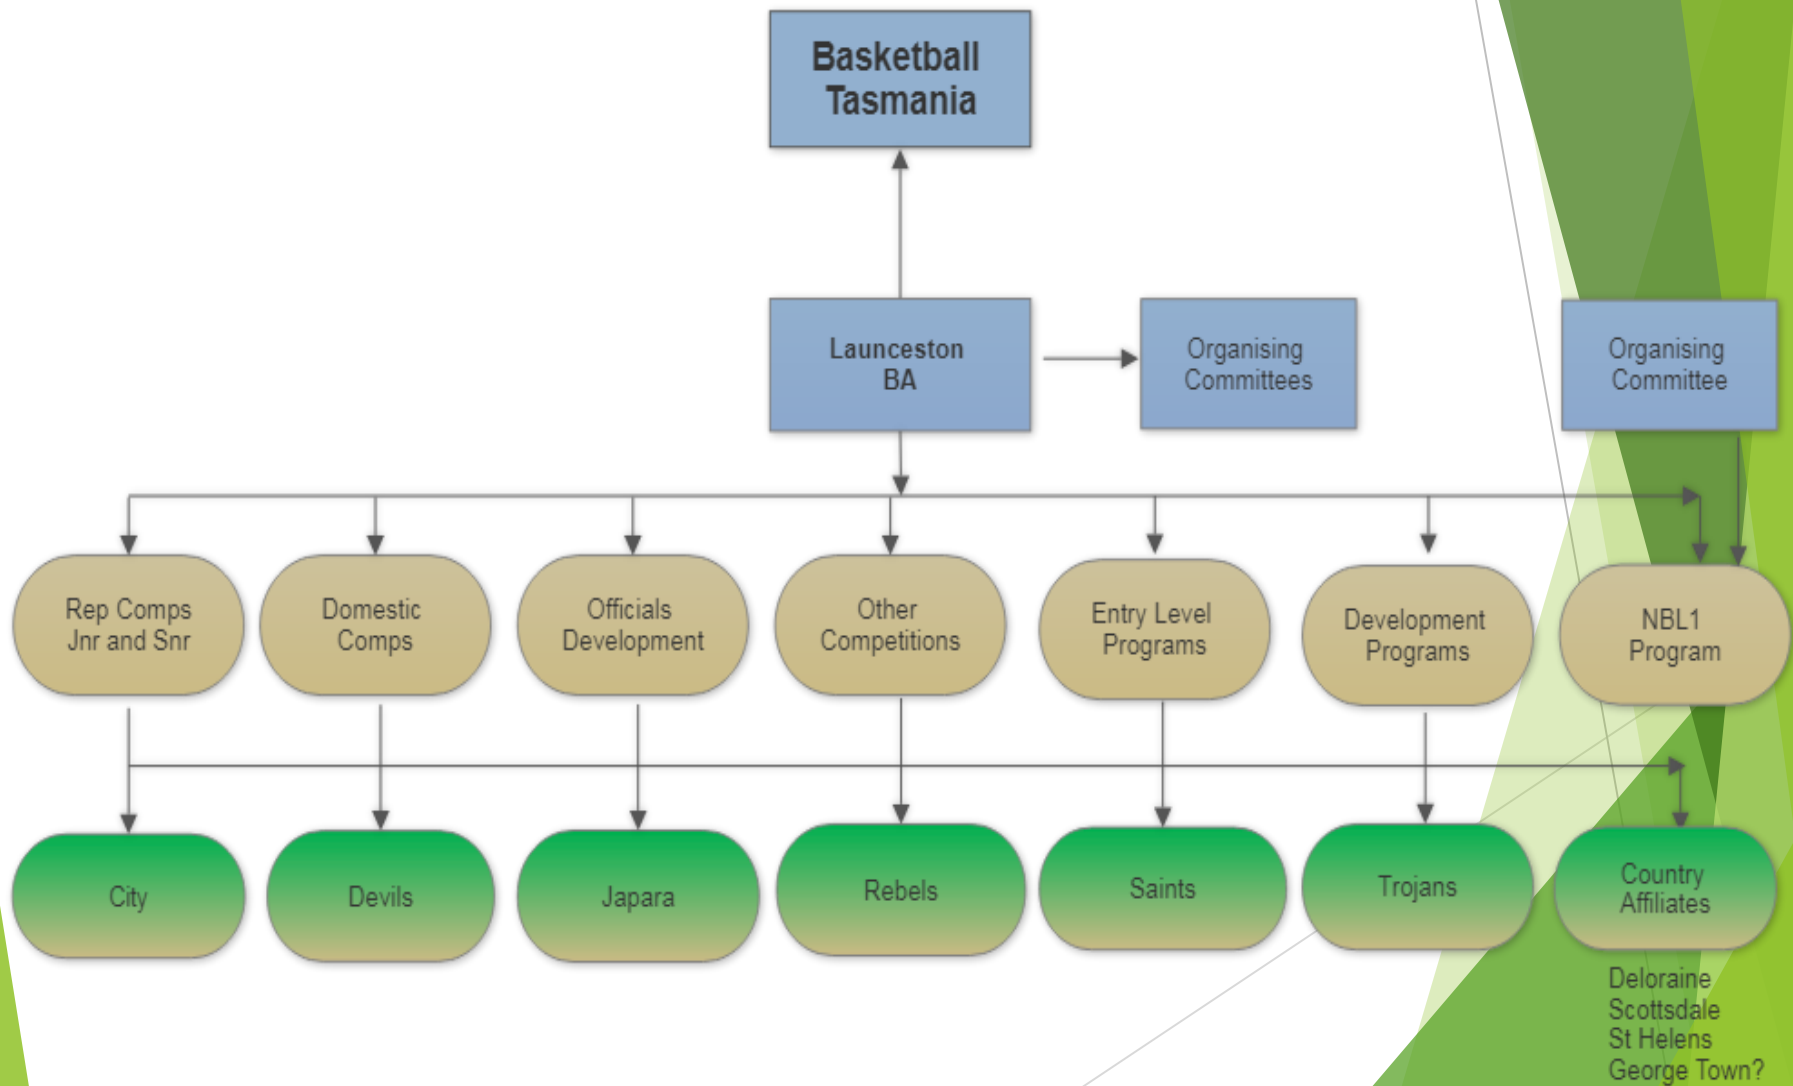 Basketball
Tasmania
Launceston
BA
Organising
Committees
Organising
Committee
Rep Comps
Jnr and Snr
Domestic
Comps
Officials
Development
Other
Competitions
Entry Level
Programs
Development
Programs
NBL1
Program
City
Devils
Japara
Rebels
Saints
Trojans
Country
Affiliates
Deloraine
Scottsdale
St Helens
George Town?